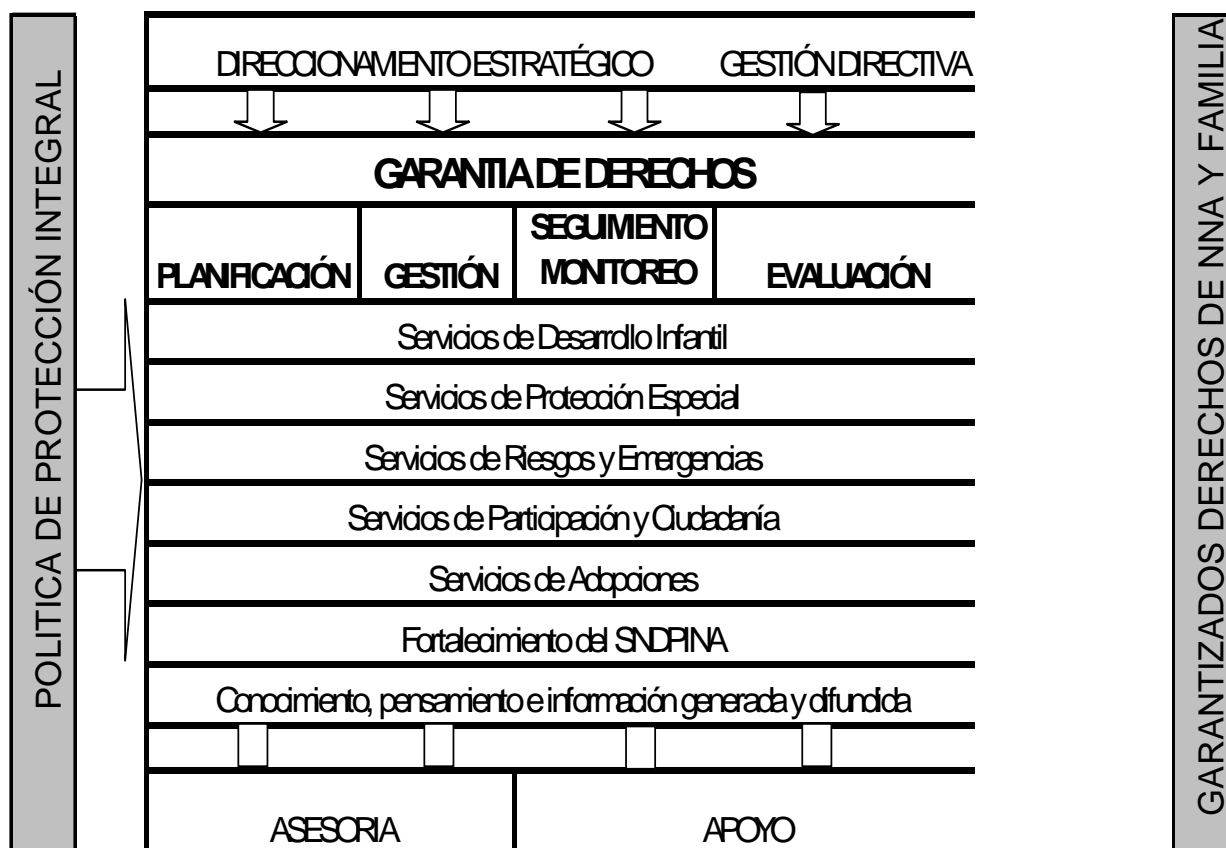 POLITICA DE PROTECCIÓN INTEGRAL
DIRECCIONAMIENTO ESTRATÉGICO GESTIÓN DIRECTIVA
GARANTIA DE DERECHOS
PLANIFICACIÓN GESTIÓN SEGUIMIENTO MONITOREO EVALUACIÓN
Servicios de Desarrollo Infantil
Servicios de Protección Especial
Servicios de Riesgos y Emergencias
Servicios de Participación y Ciudadanía
Servicios de Adopciones
Fortalecimiento del SNDPINA
Conocimiento, pensamiento e información generada y difundida
ASESORIA APOYO
GARANTIZADOS DERECHOS DE NNA Y FAMILIA